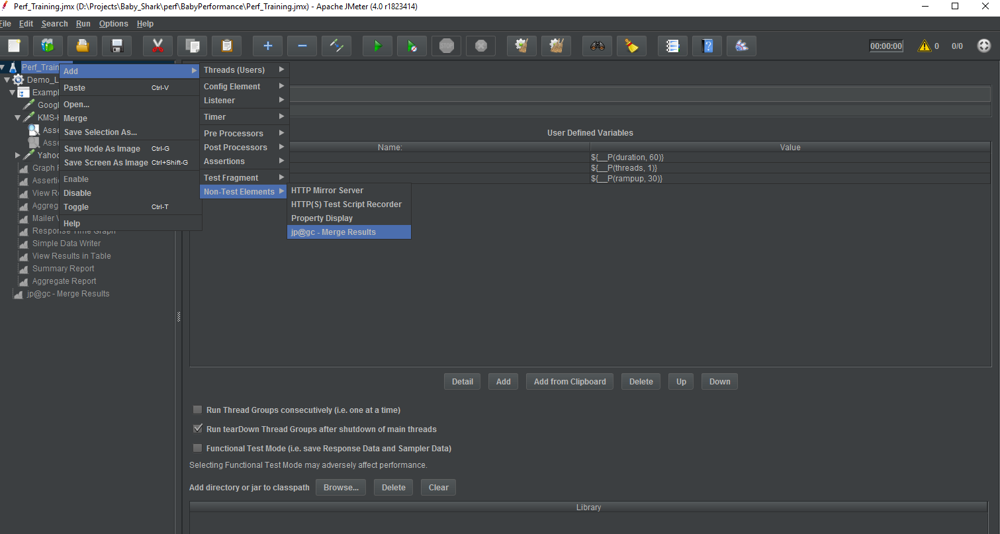 Perf_Training.jmx (D:\Projects\Baby_Shark\perf\BabyPerformance\Perf_Training.jmx) - Apache JMeter (4.0 r1823414)
File Edit Search Run Options Help
STOP 00:00:00 0 0/0
Perf_Train
Demo_L
Exampl
Googl
KMS-
Asse
Asse
Yahoo
Graph
Asserti
View Re
Aggreg
Mailer V
Response Time Graph
Simple Data Writer
View Results in Table
Summary Report
Aggregate Report
jp@gc - Merge Results
Add
Paste Ctrl-V
Open...
Merge
Save Selection As...
Save Node As Image Ctrl-G
Save Screen As Image Ctrl+Shift-G
Enable
Disable
Toggle Ctrl-T
Help
Threads (Users)
Config Element
Listener
Timer
Pre Processors
Post Processors
Assertions
Test Fragment
Non-Test Elements
HTTP Mirror Server
HTTP(S) Test Script Recorder
Property Display
jp@gc - Merge Results
User Defined Variables
Name: Value
${__P(duration, 60)}
${__P(threads, 1)}
${__P(rampup, 30)}
Detail Add Add from Clipboard Delete Up Down
Run Thread Groups consecutively (i.e. one at a time)
Run tearDown Thread Groups after shutdown of main threads
Functional Test Mode (i.e. save Response Data and Sampler Data)
Selecting Functional Test Mode may adversely affect performance.
Add directory or jar to classpath Browse... Delete Clear
Library